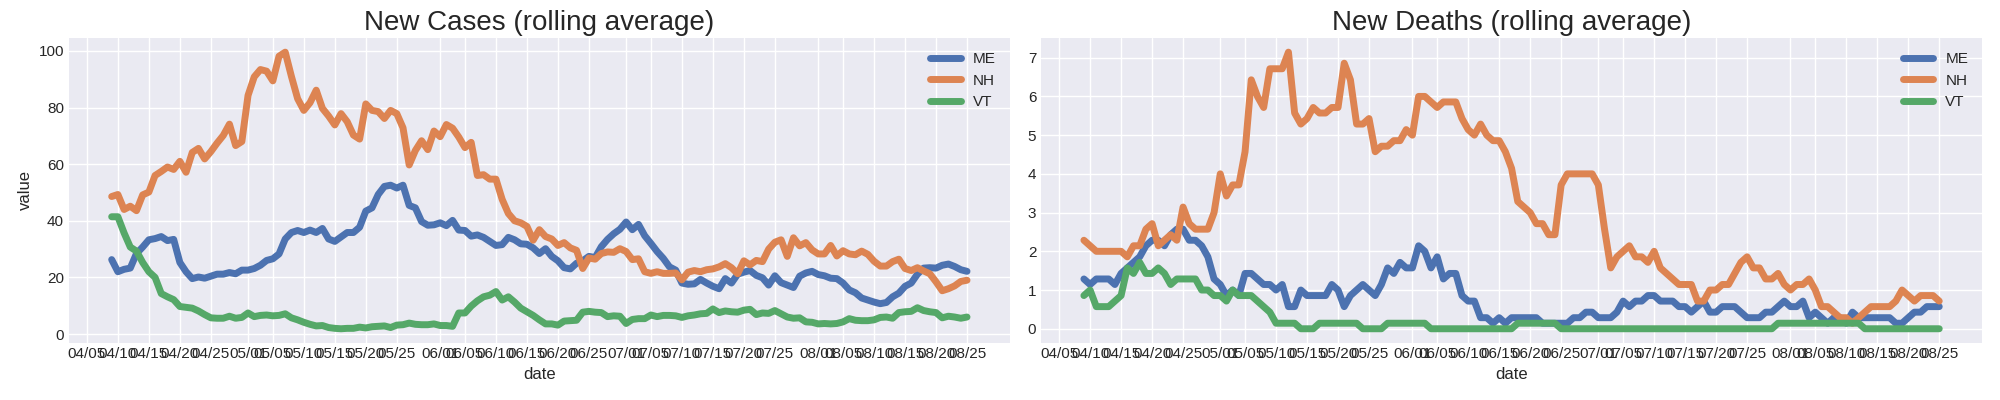 New Cases (rolling average)
100
80
60
40
20
0
value
ME
NH
VT
04/05 04/10 04/15 04/20 04/25 05/01 05/05 05/10 05/15 05/20 05/25 06/01 06/05 06/10 06/15 06/20 06/25 07/01 07/05 07/10 07/15 07/20 07/25 08/01 08/05 08/10 08/15 08/20 08/25
date
New Deaths (rolling average)
7
6
5
4
3
2
1
0
ME
NH
VT
04/05 04/10 04/15 04/20 04/25 05/01 05/05 05/10 05/15 05/20 05/25 06/01 06/05 06/10 06/15 06/20 06/25 07/01 07/05 07/10 07/15 07/20 07/25 08/01 08/05 08/10 08/15 08/20 08/25
date